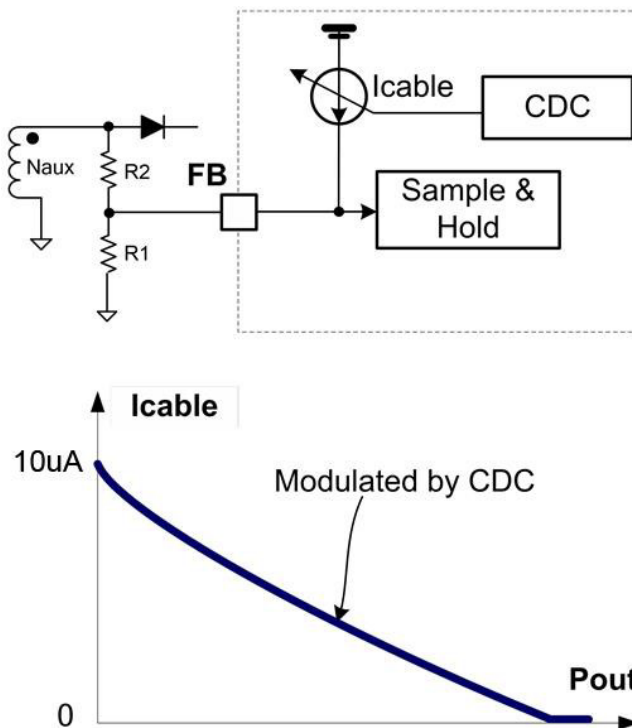 Icable
CDC
Naux
R2
FB
Sample &
Hold
R1
Icable
10uA
Modulated by CDC
Pout
0